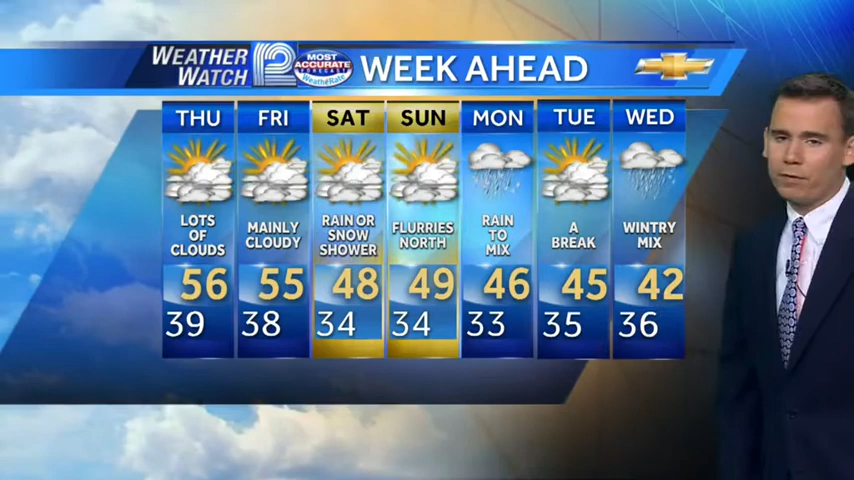 WEATHER
WATCH
12
MOST
ACCURATE
FORECAST
WeatheRate
WEEK AHEAD
THU
FRI
SAT
SUN
MON
TUE
WED
LOTS
OF
CLOUDS
MAINLY
CLOUDY
RAIN OR
SNOW
SHOWER
FLURRIES
NORTH
RAIN
TO
MIX
A
BREAK
WINTRY
MIX
56 55 48 49 46 45 42
39 38 34 34 33 35 36